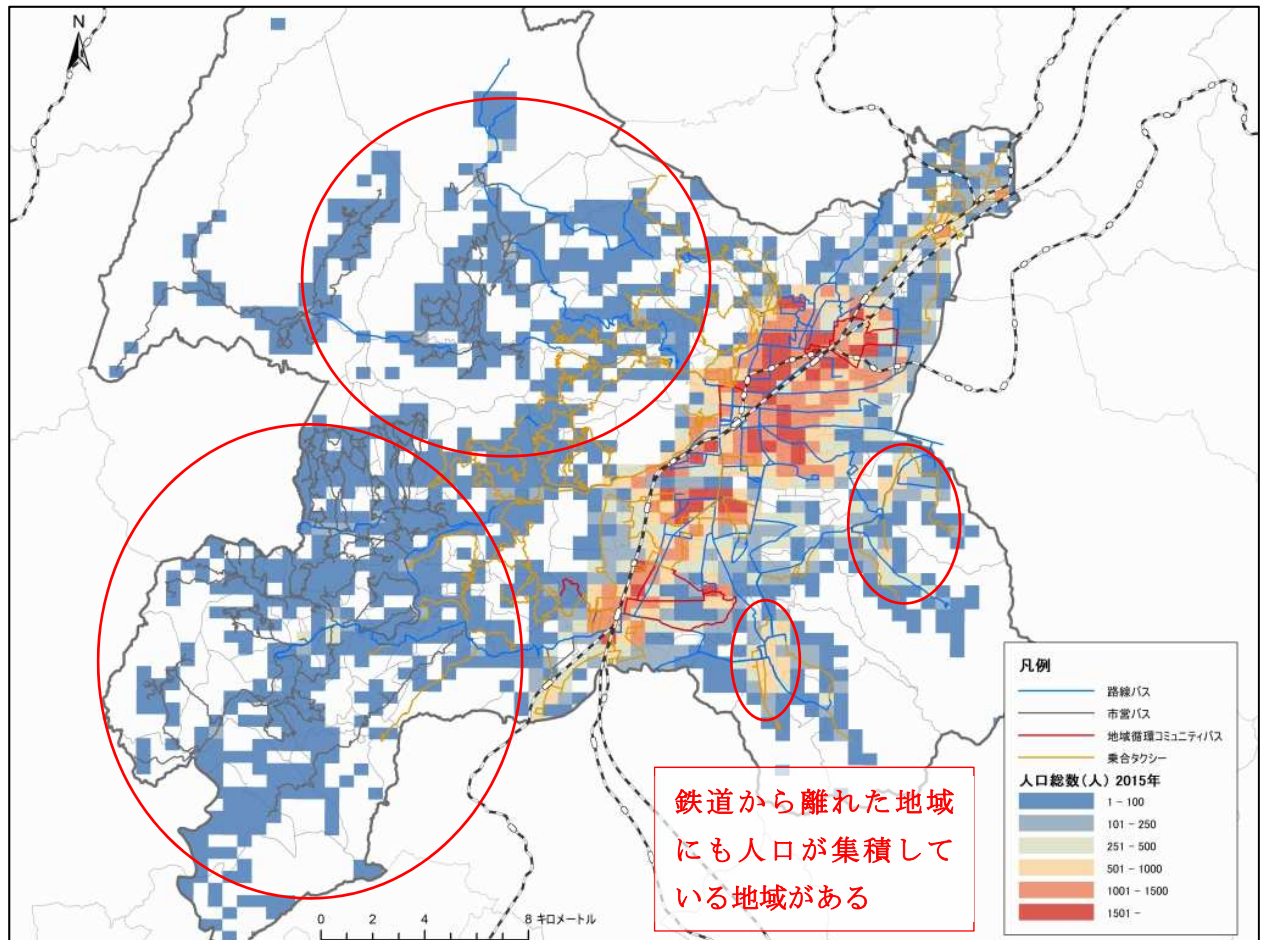 N
鉄道から離れた地域
にも人口が集積して
いる地域がある
凡例
路線バス
市営バス
地域循環コミュニティバス
乗合タクシー
人口総数(人) 2015年
1 - 100
101 - 250
251 - 500
501 - 1000
1001 - 1500
1501 -
0 2 4 8 キロメートル